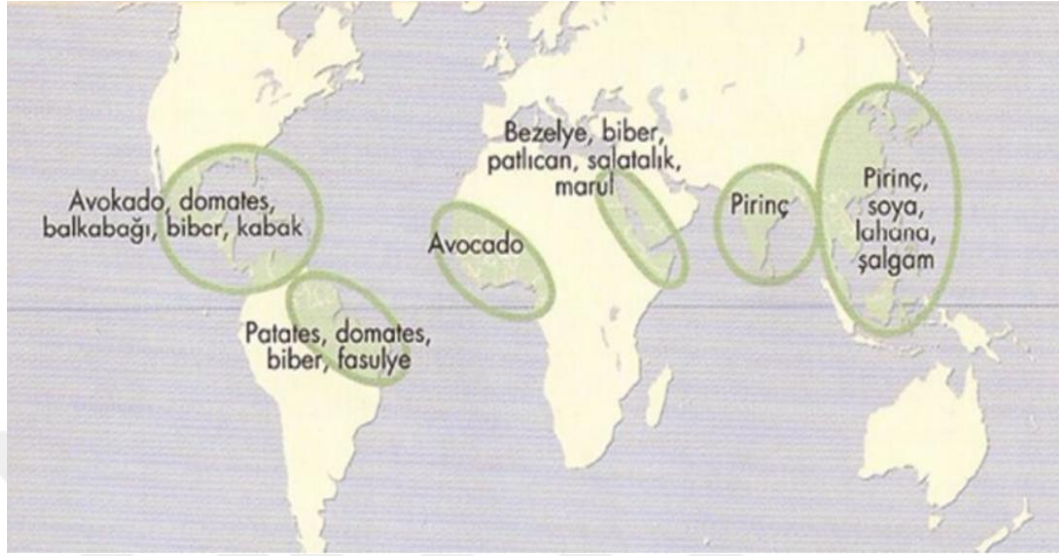 Avokado, domates,
balkabağı, biber, kabak
Patates, domates,
biber, fasulye
Avocado
Bezelye, biber,
patlıcan, salatalık,
marul
Pirinç
Pirinç,
soya,
lahana,
şalgam